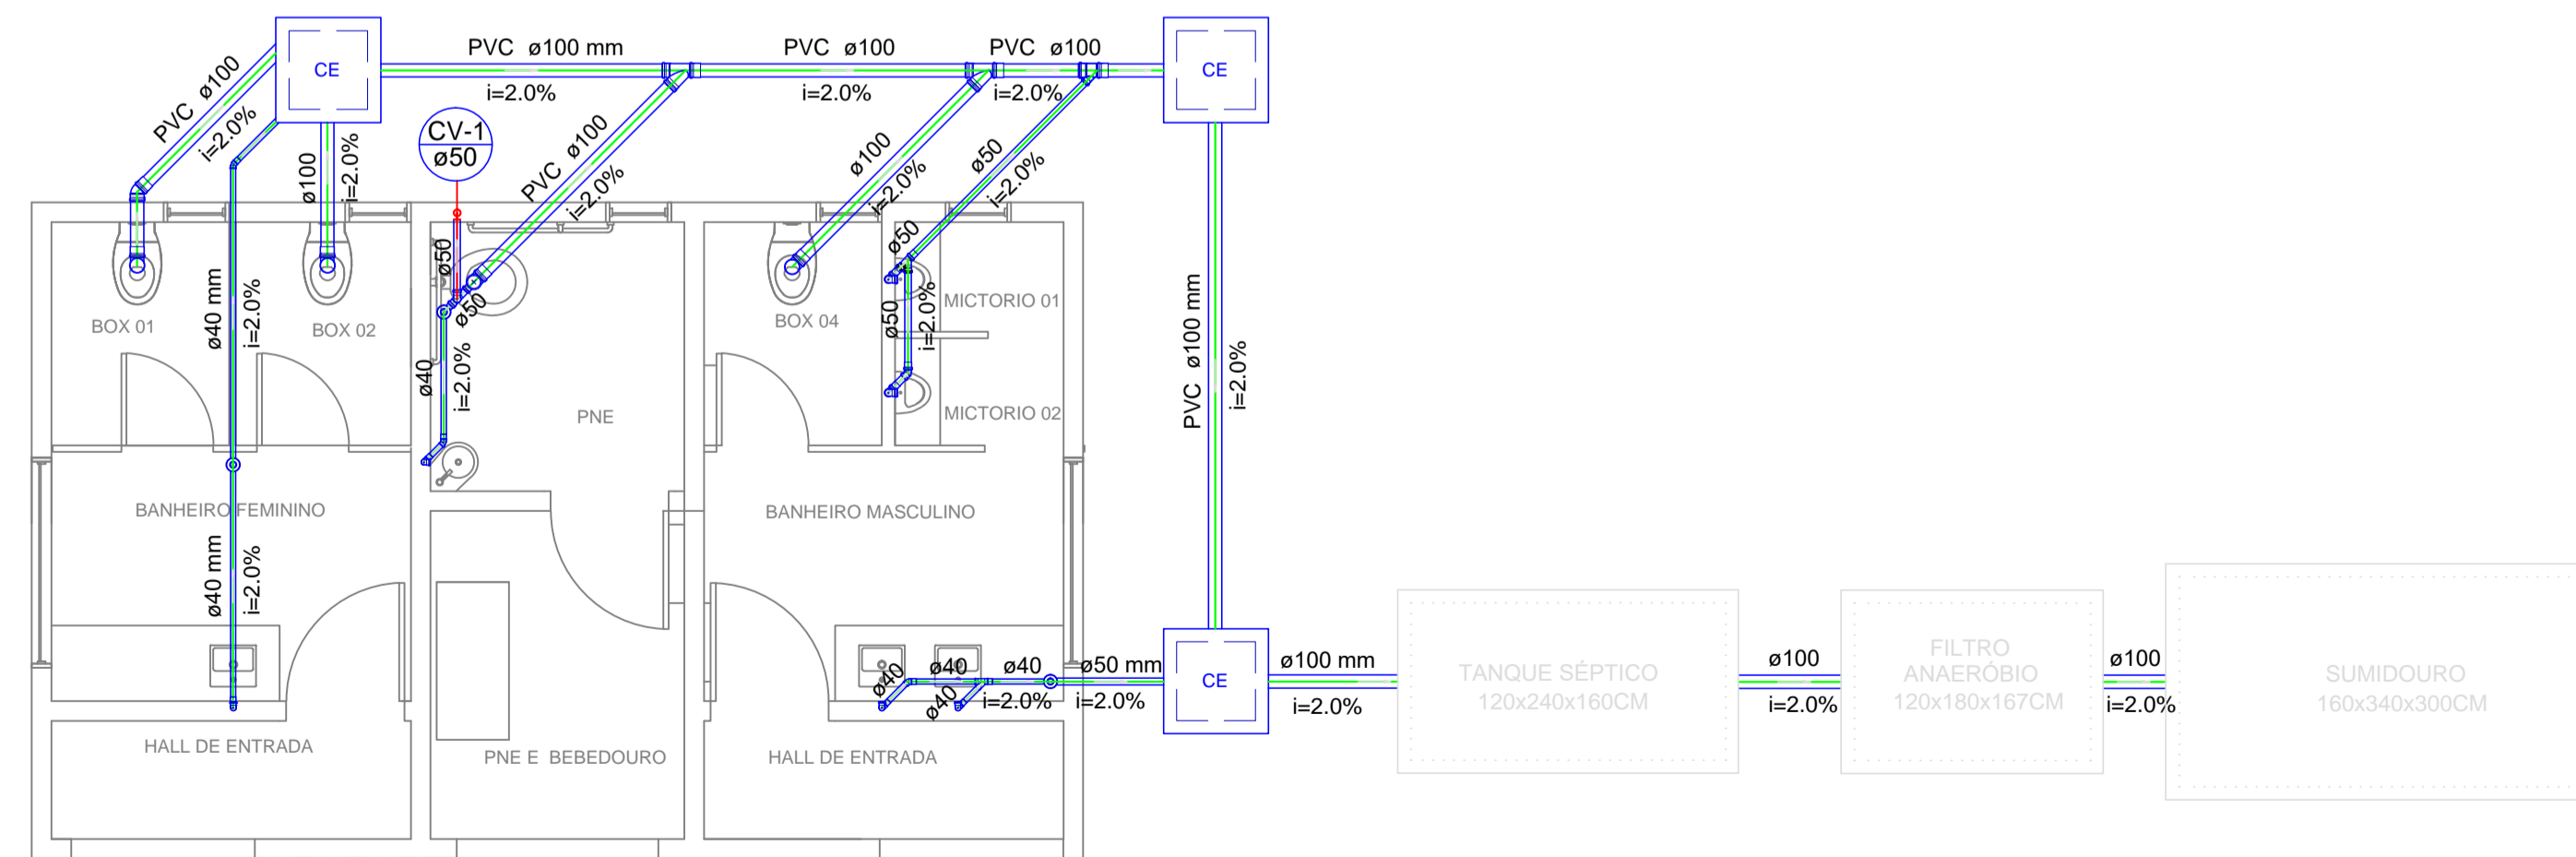 PVC ø100 mm
PVC ø100
PVC ø100
CE
CE
i=2.0%
i=2.0%
i=2.0%
PVC ø100
i=2.0%
ø100
i=2.0%
CV-1
ø50
PVC ø100
i=2.0%
ø100
i=2.0%
ø50
i=2.0%
ø50
ø50
ø50
ø50
i=2.0%
MICTORIO 01
BOX 01
BOX 02
BOX 04
ø40 mm
i=2.0%
ø40
i=2.0%
PNE
MICTORIO 02
PVC ø100 mm
i=2.0%
BANHEIRO FEMININO
BANHEIRO MASCULINO
ø40 mm
i=2.0%
ø40
ø40
ø40
ø40
i=2.0%
ø50 mm
i=2.0%
CE
ø100 mm
i=2.0%
TANQUE SÉPTICO
120x240x160CM
ø100
i=2.0%
FILTRO
ANAERÓBIO
120x180x167CM
ø100
i=2.0%
SUMIDOURO
160x340x300CM
HALL DE ENTRADA
PNE E BEBEDOURO
HALL DE ENTRADA